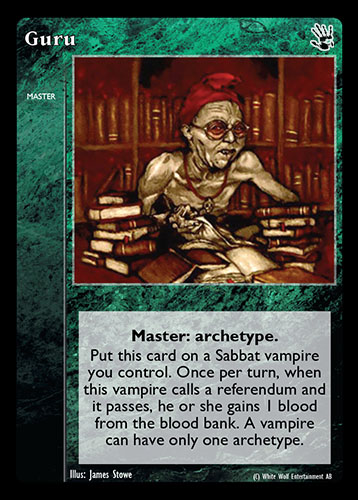 Guru
MASTER
Master: archetype.
Put this card on a Sabbat vampire
you control. Once per turn, when
this vampire calls a referendum and
it passes, he or she gains 1 blood
from the blood bank. A vampire
can have only one archetype.
Illus: James Stowe
(C) White Wolf Entertainment AB